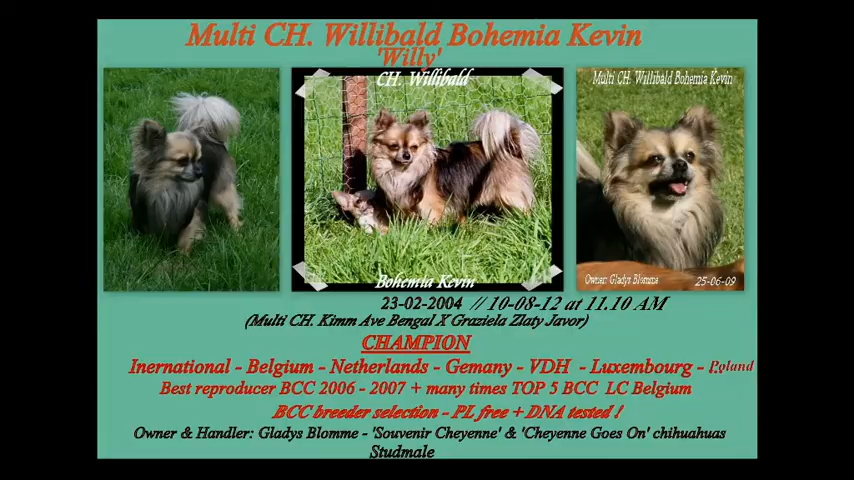 Multi CH. Willibald Bohemia Kevin
'Willy'
CH. Willibald
Multi CH. Willibald Bohemia Kevin
Bohemia Kevin
Owner: Gladys Blomme
25-06-09
23-02-2004 // 10-08-12 at 11.10 AM
(Multi CH. Kimm Ave Bengal X Graziela Zlaty Javor)
CHAMPION
Inernational - Belgium - Netherlands - Gemany - VDH - Luxembourg - Poland
Best reproducer BCC 2006 - 2007 + many times TOP 5 BCC LC Belgium
BCC breeder selection - PL free + DNA tested !
Owner & Handler: Gladys Blomme - 'Souvenir Cheyenne' & 'Cheyenne Goes On' chihuahuas
Studmale